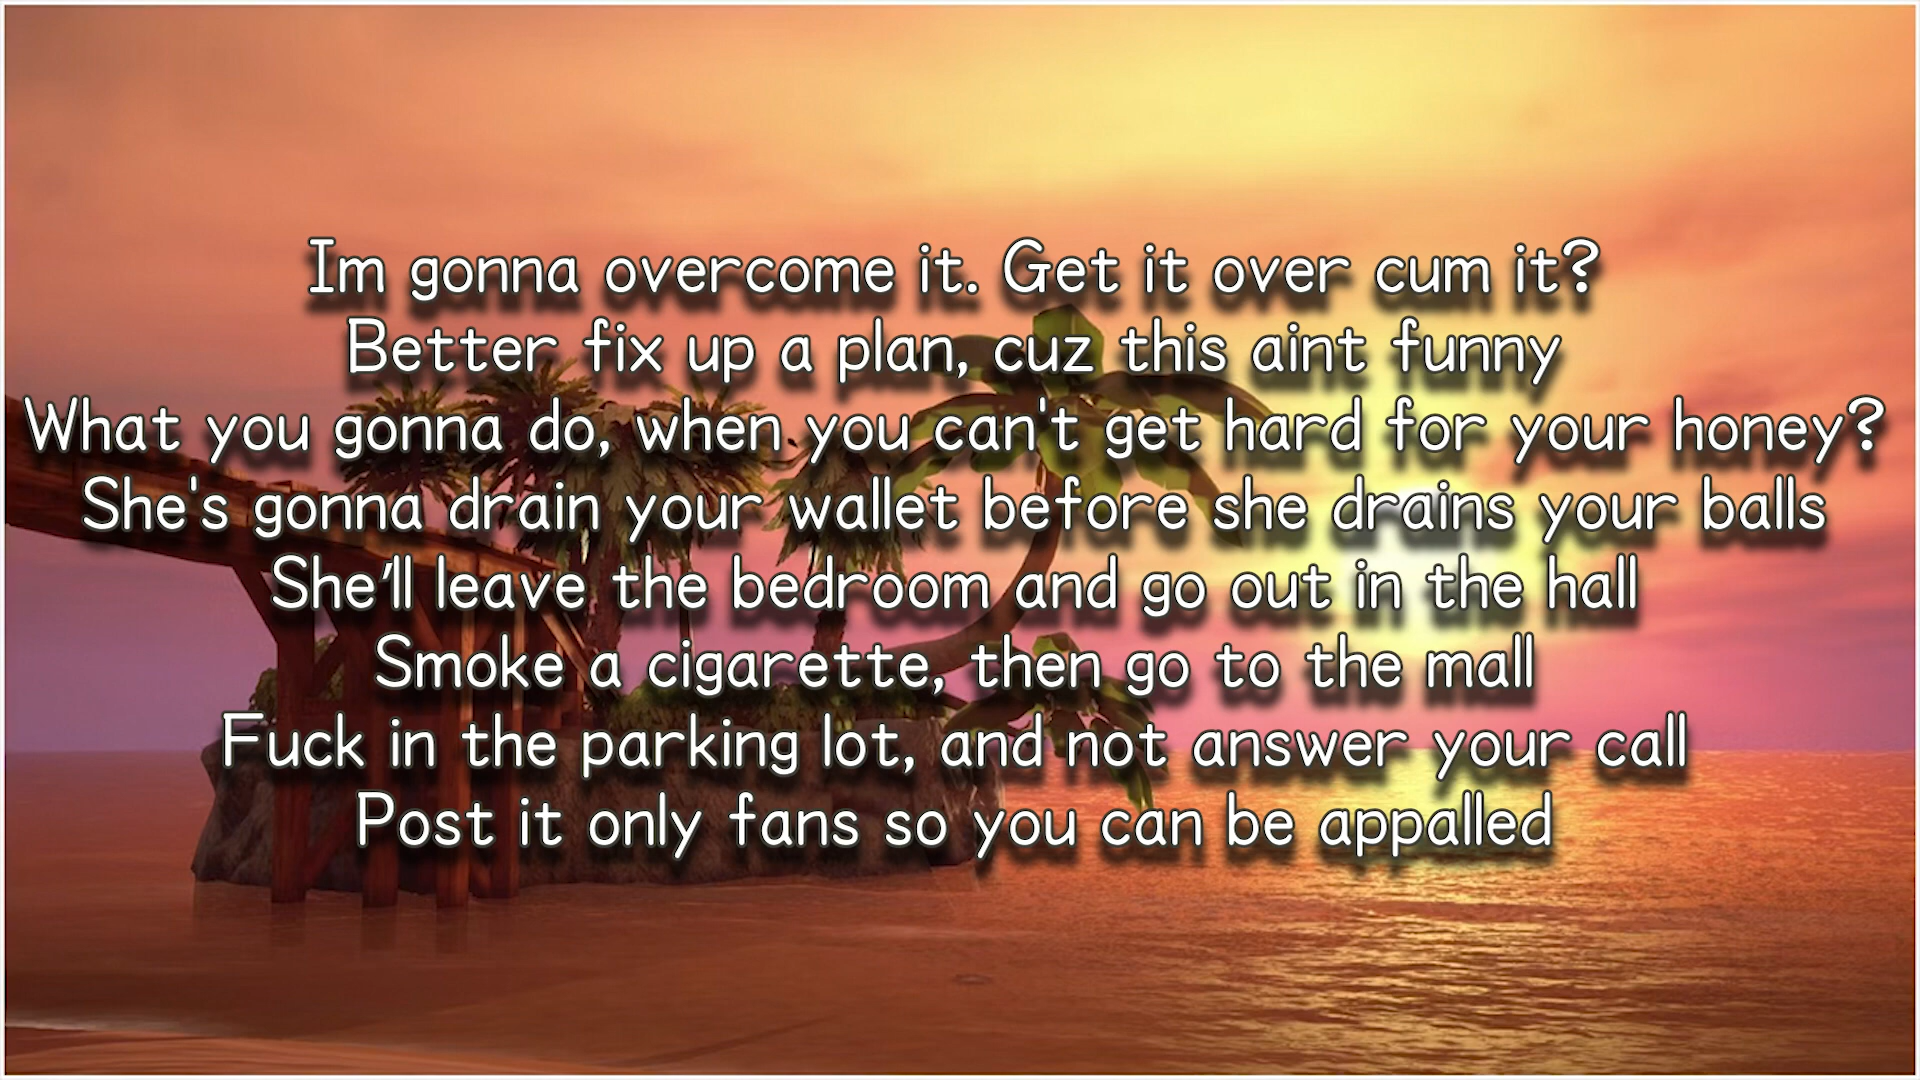 Im gonna overcome it. Get it over cum it?
Better fix up a plan, cuz this aint funny
What you gonna do, when you can't get hard for your honey?
She's gonna drain your wallet before she drains your balls
She'll leave the bedroom and go out in the hall
Smoke a cigarette, then go to the mall
Fuck in the parking lot, and not answer your call
Post it only fans so you can be appalled